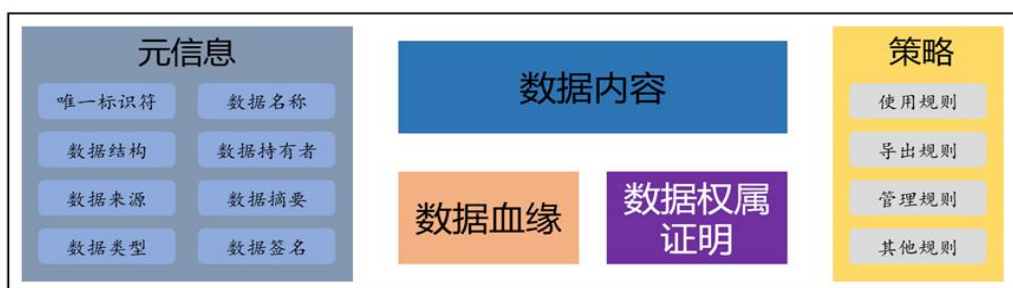 元信息
唯一标识符
数据名称
数据结构
数据持有者
数据来源
数据摘要
数据类型
数据签名
数据内容
数据血缘
数据权属
证明
策略
使用规则
导出规则
管理规则
其他规则